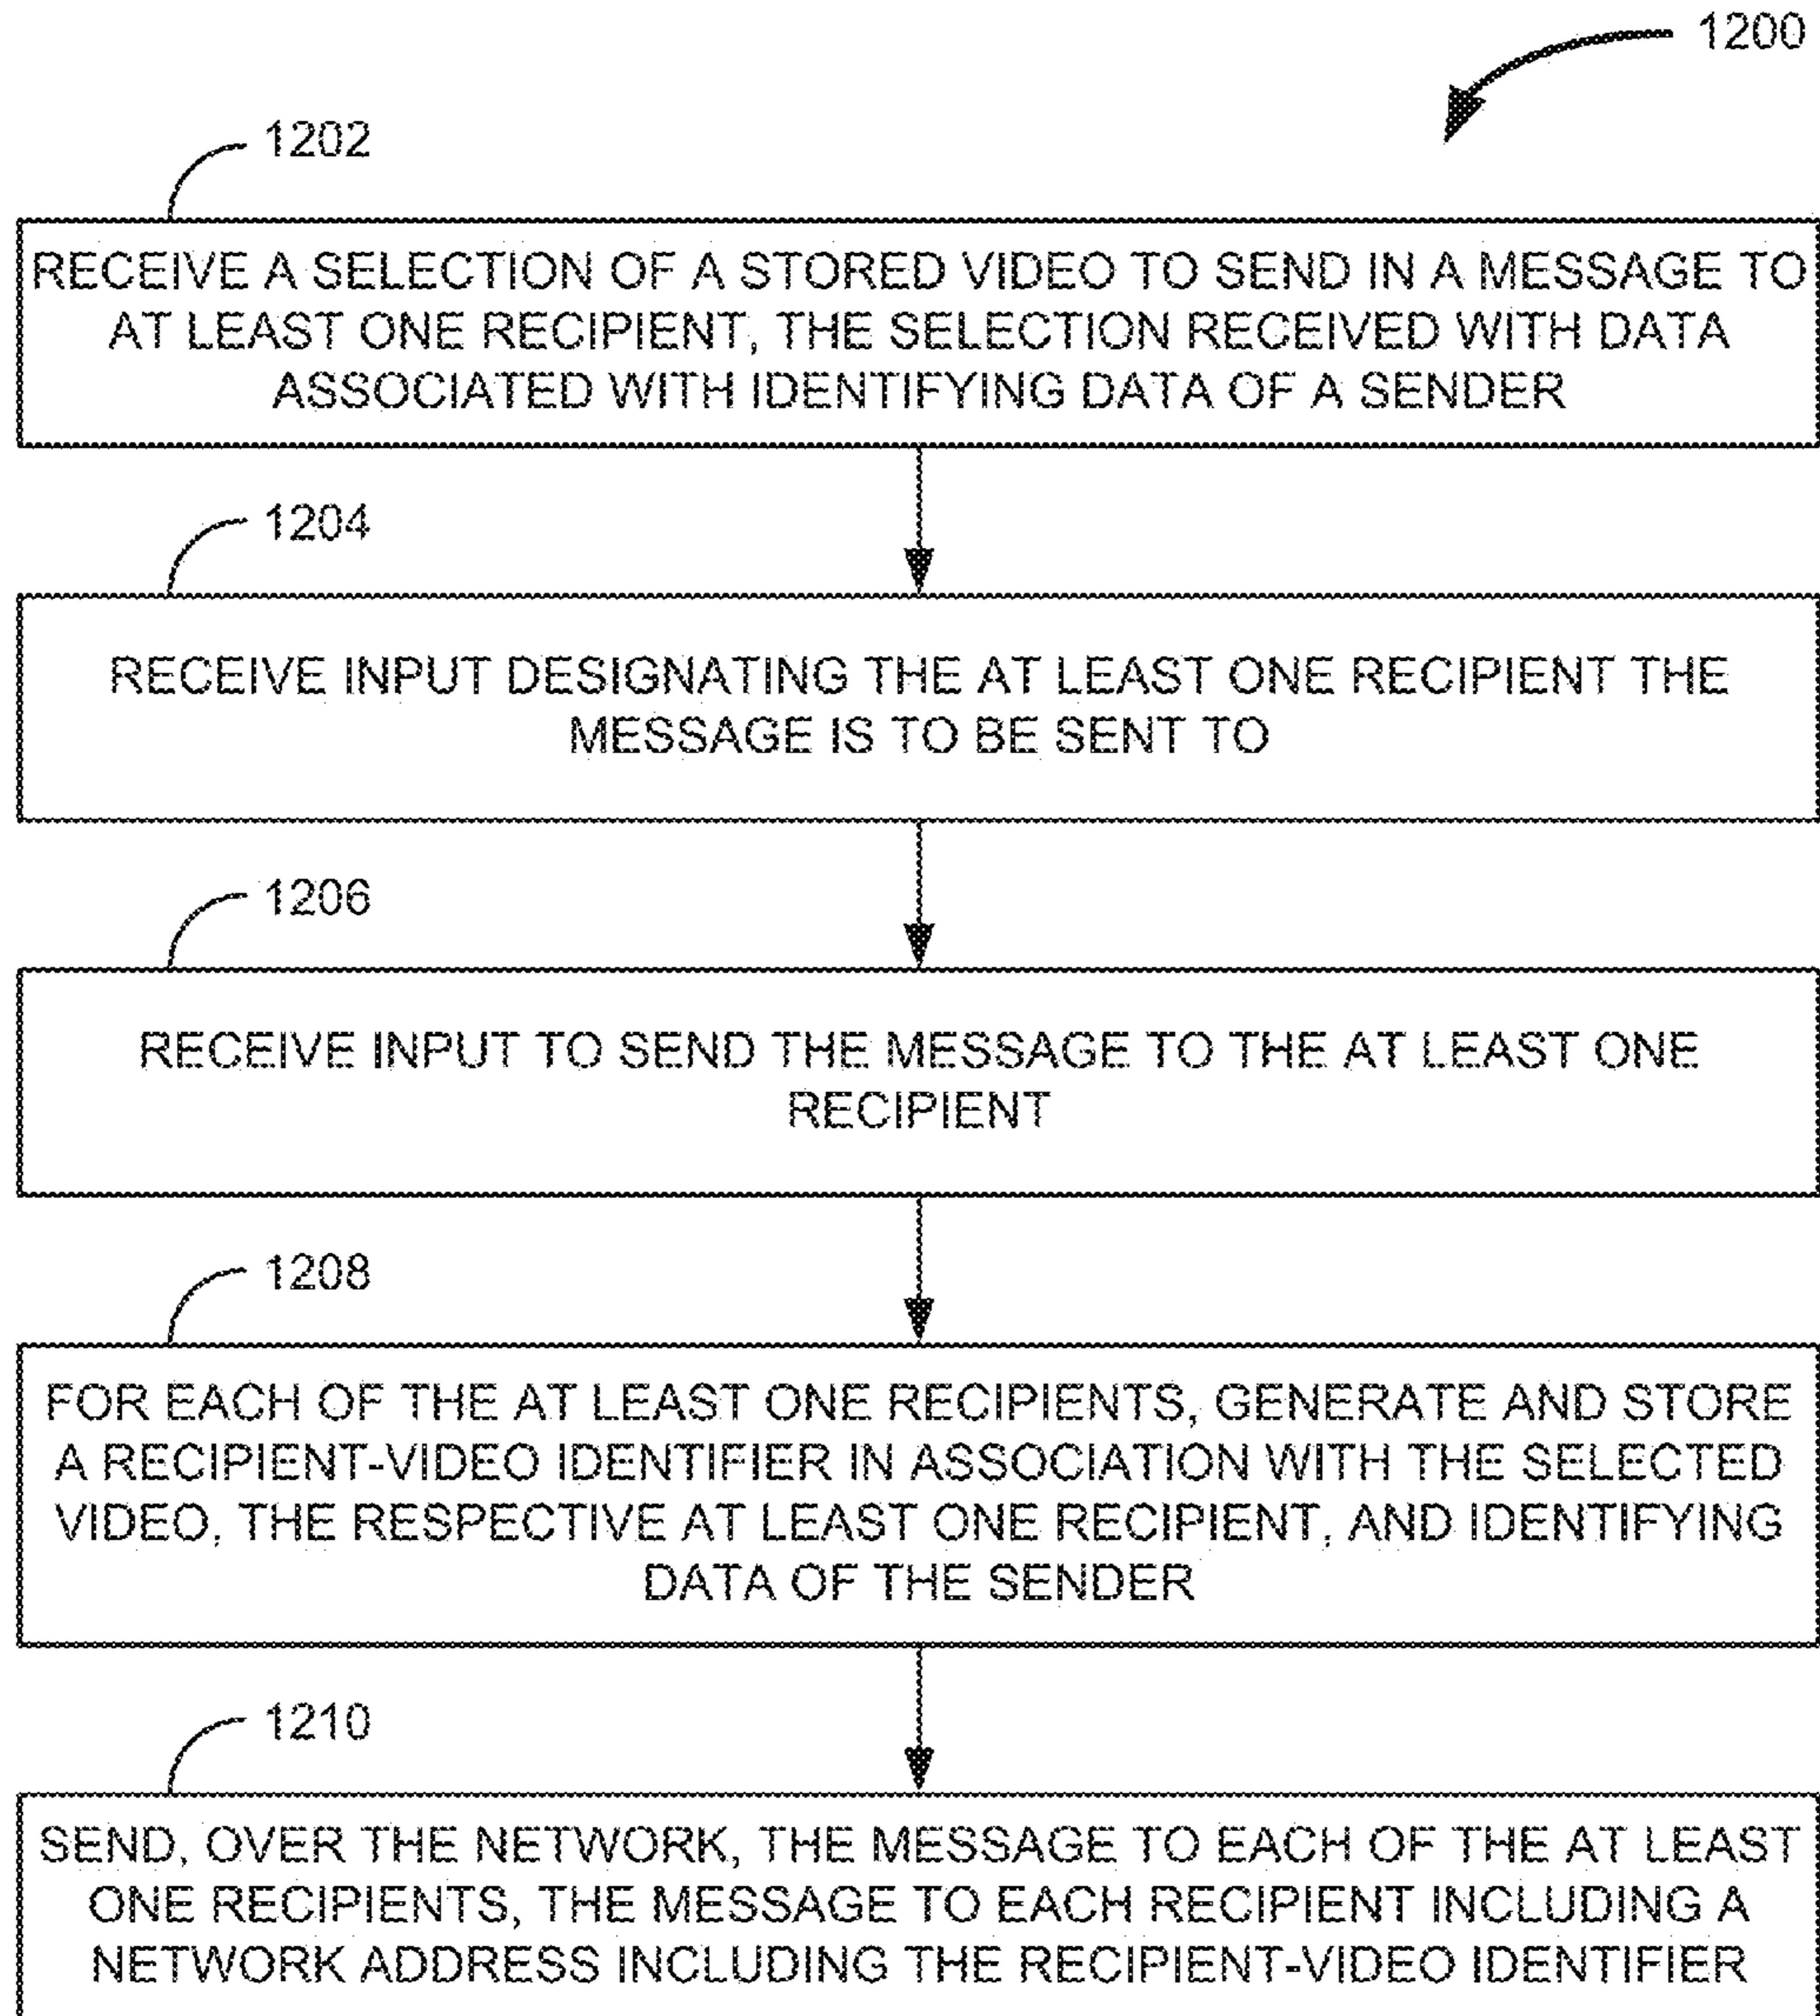 1200
1202
RECEIVE A SELECTION OF A STORED VIDEO TO SEND IN A MESSAGE TO
AT LEAST ONE RECIPIENT, THE SELECTION RECEIVED WITH DATA
ASSOCIATED WITH IDENTIFYING DATA OF A SENDER
1204
RECEIVE INPUT DESIGNATING THE AT LEAST ONE RECIPIENT THE
MESSAGE IS TO BE SENT TO
1206
RECEIVE INPUT TO SEND THE MESSAGE TO THE AT LEAST ONE
RECIPIENT
1208
FOR EACH OF THE AT LEAST ONE RECIPIENTS, GENERATE AND STORE
A RECIPIENT-VIDEO IDENTIFIER IN ASSOCIATION WITH THE SELECTED
VIDEO, THE RESPECTIVE AT LEAST ONE RECIPIENT, AND IDENTIFYING
DATA OF THE SENDER
1210
SEND, OVER THE NETWORK, THE MESSAGE TO EACH OF THE AT LEAST
ONE RECIPIENTS, THE MESSAGE TO EACH RECIPIENT INCLUDING A
NETWORK ADDRESS INCLUDING THE RECIPIENT-VIDEO IDENTIFIER